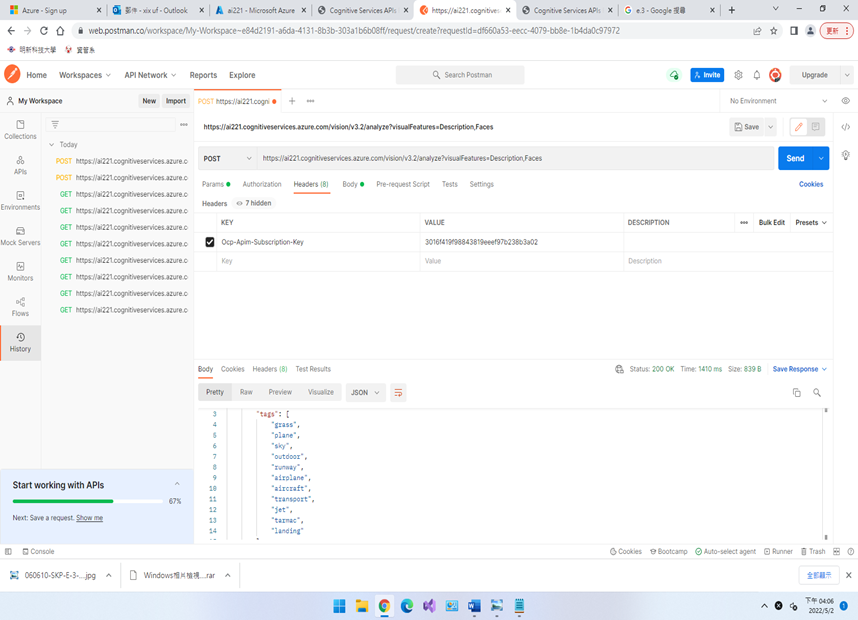 Azure - Sign up
郵件 - xix uf - Outlook
ai221 - Microsoft Azure
Cognitive Services APIs
https://ai221.cognitives
Cognitive Services APIs
e.3 - Google 搜尋
web.postman.co/workspace/My-Workspace~e84d2191-a6da-4131-8b3b-303a1b6b08ff/request/create?requestId=df660a53-eecc-4079-bb8e-1b4da0c97972
更新
明新科技大學
Home Workspaces API Network Reports Explore
Search Postman
Invite
Upgrade
My Workspace
New Import
POST https://ai221.cogni
No Environment
Collections
APIs
Environments
Mock Servers
Monitors
Flows
History
Today
POST https://ai221.cognitiveservices.azure.c
POST https://ai221.cognitiveservices.azure.c
GET https://ai221.cognitiveservices.azure.c
GET https://ai221.cognitiveservices.azure.c
GET https://ai221.cognitiveservices.azure.c
GET https://ai221.cognitiveservices.azure.c
GET https://ai221.cognitiveservices.azure.c
GET https://ai221.cognitiveservices.azure.c
GET https://ai221.cognitiveservices.azure.c
GET https://ai221.cognitiveservices.azure.c
https://ai221.cognitiveservices.azure.com/vision/v3.2/analyze?visualFeatures=Description,Faces
Save
POST https://ai221.cognitiveservices.azure.com/vision/v3.2/analyze?visualFeatures=Description,Faces
Send
Params Authorization Headers (8) Body Pre-request Script Tests Settings
Cookies
Headers 7 hidden
KEY VALUE DESCRIPTION
Bulk Edit Presets
Ocp-Apim-Subscription-Key 3016f419f98843819eeef97b238b3a02
Key Value Description
Body Cookies Headers (8) Test Results
Status: 200 OK Time: 1410 ms Size: 839 B Save Response
Pretty Raw Preview Visualize JSON
3 "tags": [
4 "grass",
5 "plane",
6 "sky",
7 "outdoor",
8 "runway",
9 "airplane",
10 "aircraft",
11 "transport",
12 "jet",
13 "tarmac",
14 "landing"
Start working with APIs
67%
Next: Save a request. Show me
Console
Cookies Bootcamp Auto-select agent Runner Trash
060610-SKP-E-3-...jpg
Windows相片檢視....rar
全部顯示
下午 04:06
2022/5/2
1